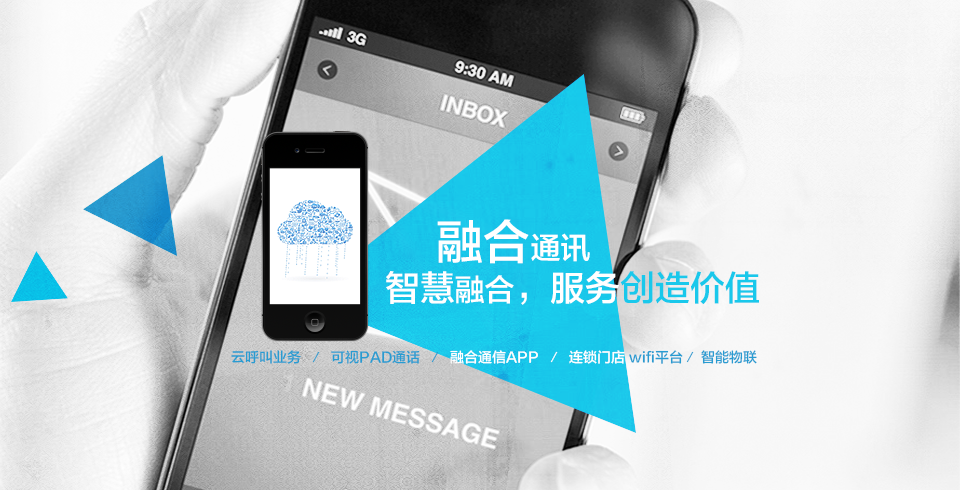 3G
9:30 AM
INBOX
融合通讯
智慧融合，服务创造价值
云呼叫业务 / 可视PAD通话 / 融合通信APP / 连锁门店wifi平台 / 智能物联
NEW MESSAGE